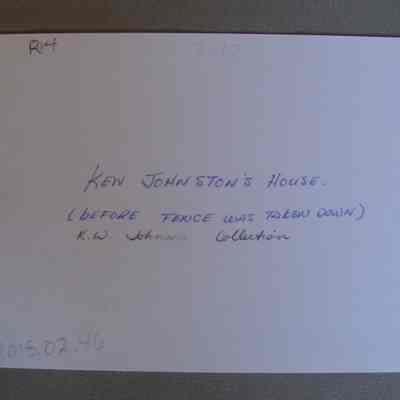 R14
KEN JOHNSTON'S HOUSE.
(BEFORE FENCE WAS TAKEN DOWN)
K.W. Collection
2015.02.46